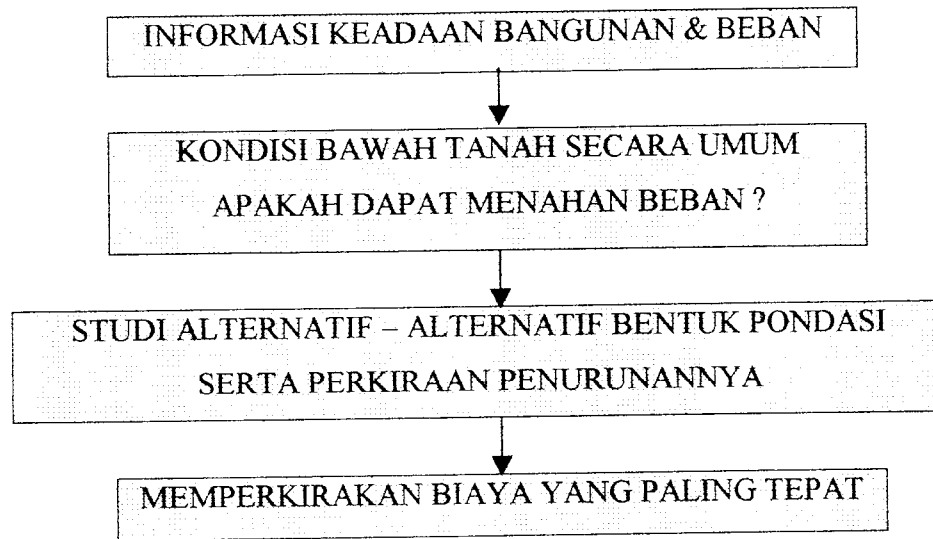 INFORMASI KEADAAN BANGUNAN & BEBAN
KONDISI BAWAH TANAH SECARA UMUM
APAKAH DAPAT MENAHAN BEBAN ?
STUDI ALTERNATIF – ALTERNATIF BENTUK PONDASI
SERTA PERKIRAAN PENURUNANNYA
MEMPERKIRAKAN BIAYA YANG PALING TEPAT